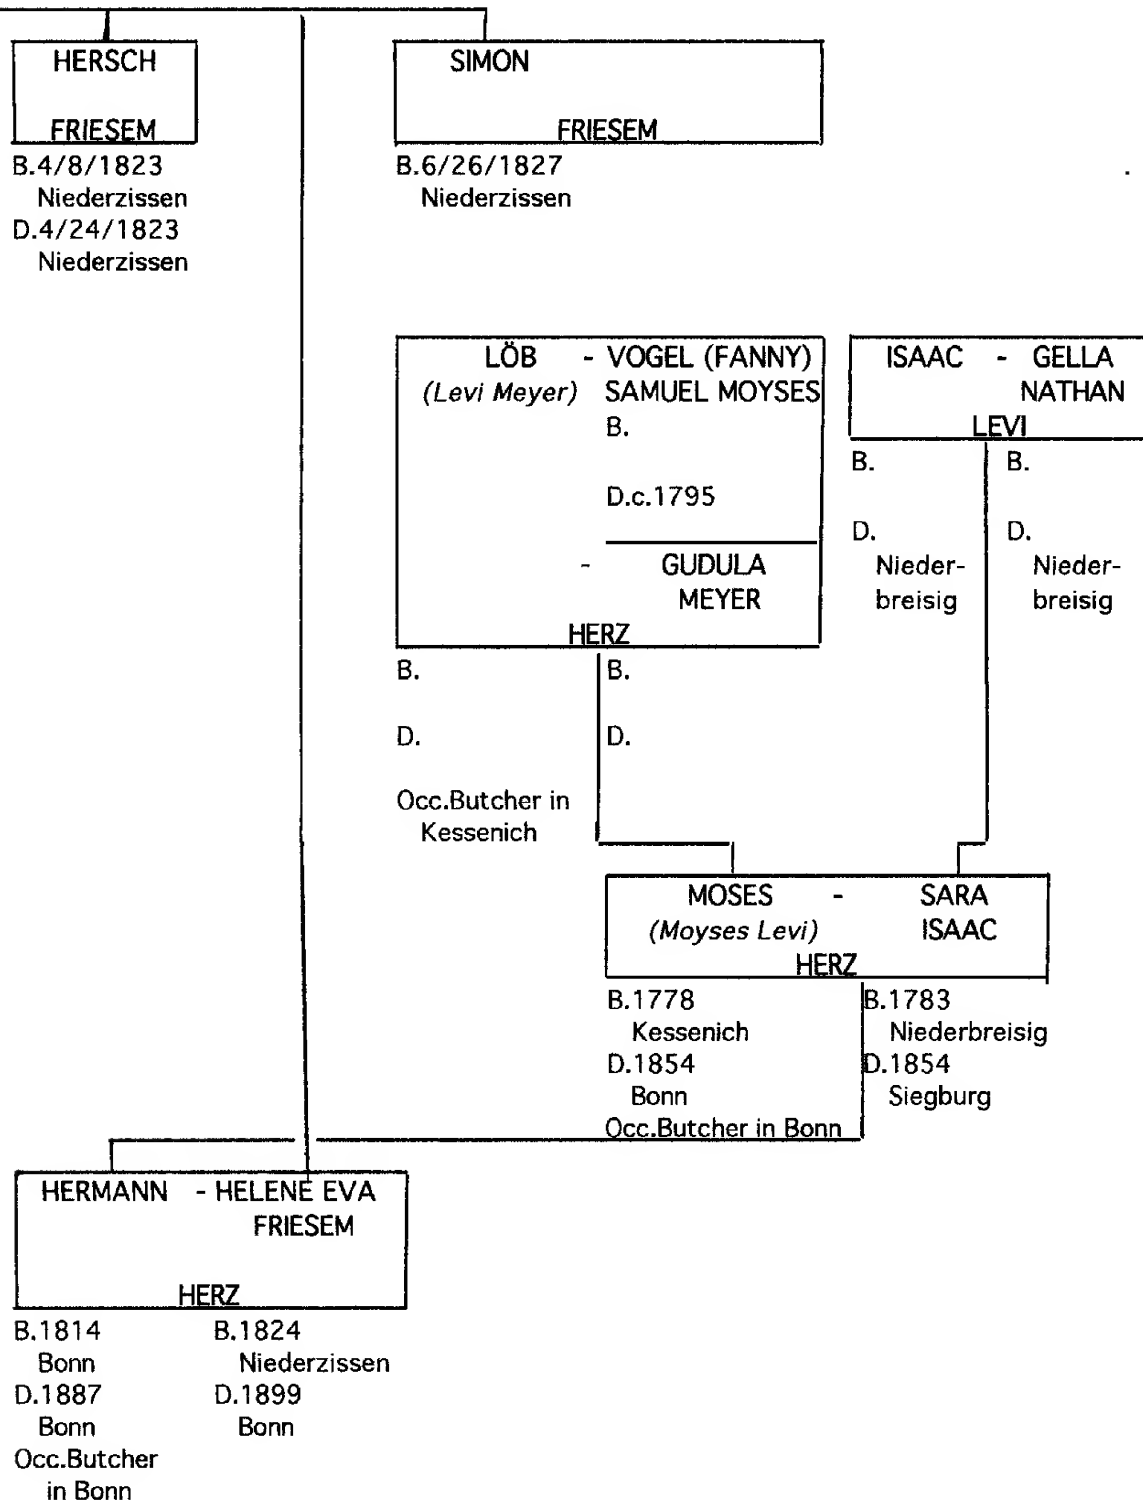 HERSCH
FRIESEM
B.4/8/1823
Niederzissen
D.4/24/1823
Niederzissen
SIMON
FRIESEM
B.6/26/1827
Niederzissen
LÖB - VOGEL (FANNY)
(Levi Meyer) SAMUEL MOYSES
B.
D.c.1795
- GUDULA
MEYER
HERZ
B. B.
D. D.
Occ.Butcher in
Kessenich
ISAAC - GELLA
NATHAN
LEVI
B. B.
D. D.
Nieder- Nieder-
breisig breisig
MOSES - SARA
(Moyses Levi) ISAAC
HERZ
B.1778 B.1783
Kessenich Niederbreisig
D.1854 D.1854
Bonn Siegburg
Occ.Butcher in Bonn
HERMANN - HELENE EVA
FRIESEM
HERZ
B.1814 B.1824
Bonn Niederzissen
D.1887 D.1899
Bonn Bonn
Occ.Butcher
in Bonn